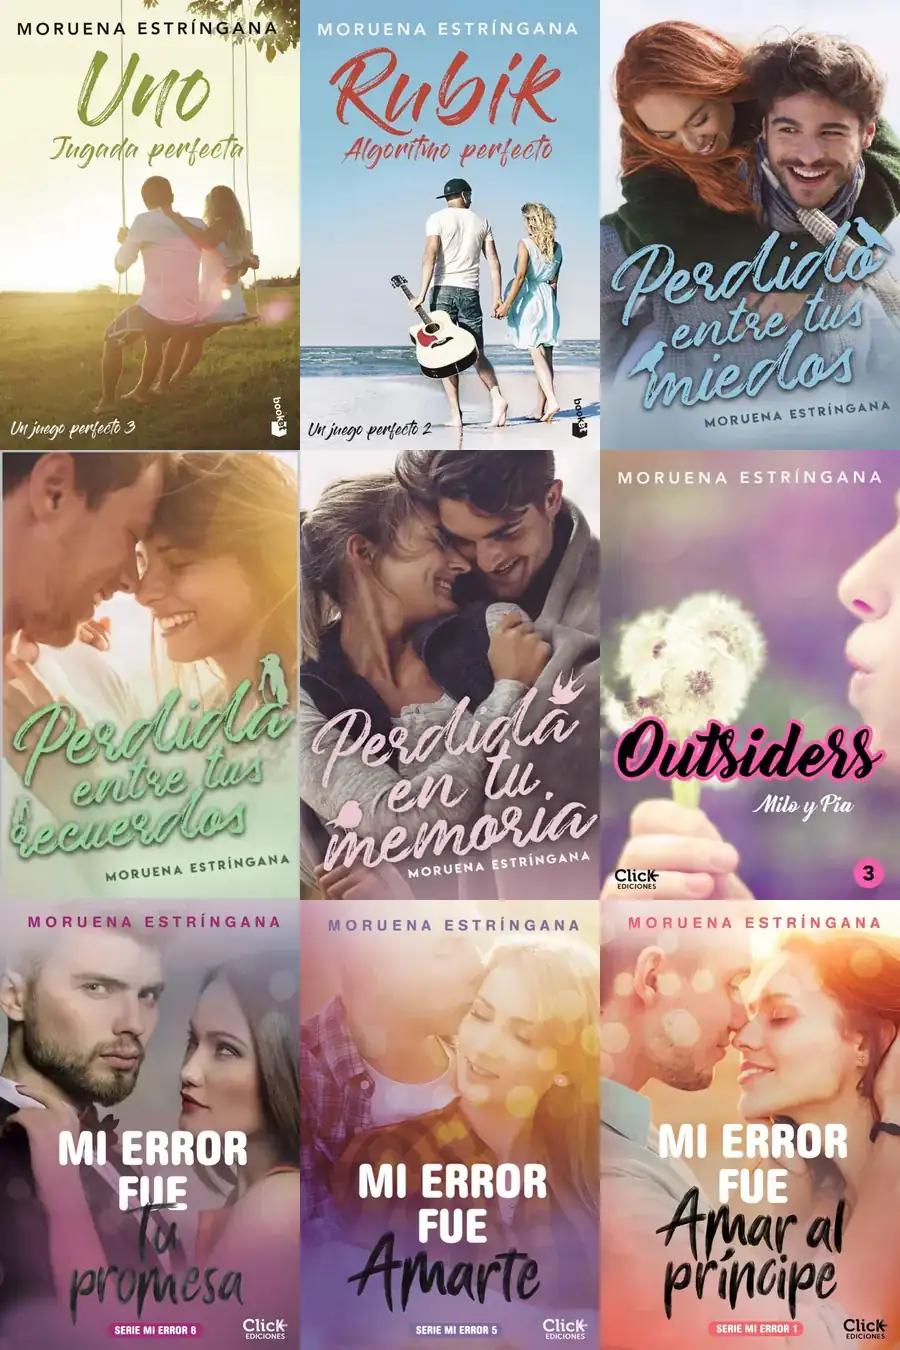 MORUENA ESTRÍNGANA
Uno
Jugada perfecta
Un juego perfecto 3
booket
MORUENA ESTRÍNGANA
Rubik
Algoritmo perfecto
Un juego perfecto 2
booket
Perdida
entre tus
miedos
MORUENA ESTRÍNGANA
Perdida
entre tus
recuerdos
MORUENA ESTRÍNGANA
Perdida
en tu
memoria
MORUENA ESTRÍNGANA
MORUENA ESTRÍNGANA
Outsiders
Milo y Pia
Click
EDICIONES
3
MORUENA ESTRÍNGANA
MI ERROR
FUE
Tu
promesa
SERIE MI ERROR 6
Click
EDICIONES
MORUENA ESTRÍNGANA
MI ERROR
FUE
Amarte
SERIE MI ERROR 5
Click
EDICIONES
MORUENA ESTRÍNGANA
MI ERROR
FUE
Amar al
príncipe
SERIE MI ERROR 1
Click
EDICIONES